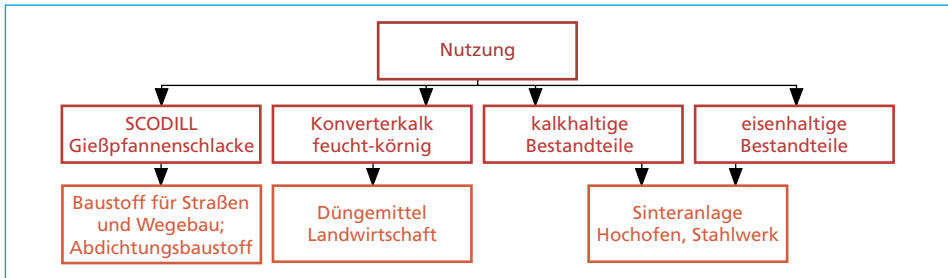 Nutzung
SCODILL
Gießpfannenschlacke
Konverterkalk
feucht-körnig
kalkhaltige
Bestandteile
eisenhaltige
Bestandteile
Baustoff für Straßen
und Wegebau;
Abdichtungsbaustoff
Düngemittel
Landwirtschaft
Sinteranlage
Hochofen, Stahlwerk